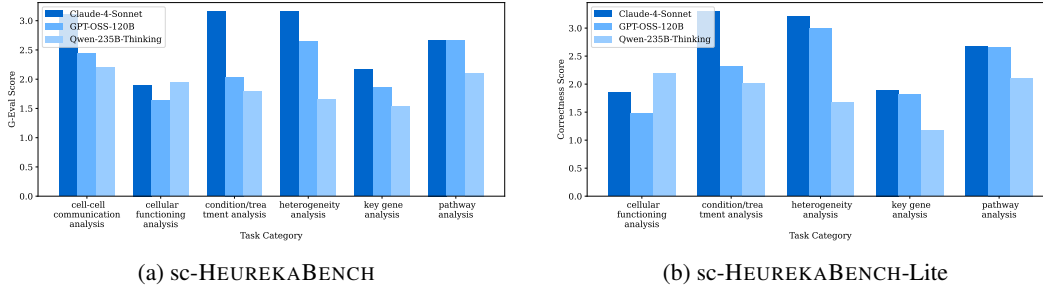 Claude-4-Sonnet
GPT-OSS-120B
Qwen-235B-Thinking
G-Eval Score
3.0
2.5
2.0
1.5
1.0
0.5
0.0
cell-cell
communication
analysis
cellular
functioning
analysis
condition/trea
tment analysis
heterogeneity
analysis
key gene
analysis
pathway
analysis
Task Category
(a) sc-HEUREKABENCH
Claude-4-Sonnet
GPT-OSS-120B
Qwen-235B-Thinking
Correctness Score
3.0
2.5
2.0
1.5
1.0
0.5
0.0
cellular
functioning
analysis
condition/trea
tment analysis
heterogeneity
analysis
key gene
analysis
pathway
analysis
Task Category
(b) sc-HEUREKABENCH-Lite